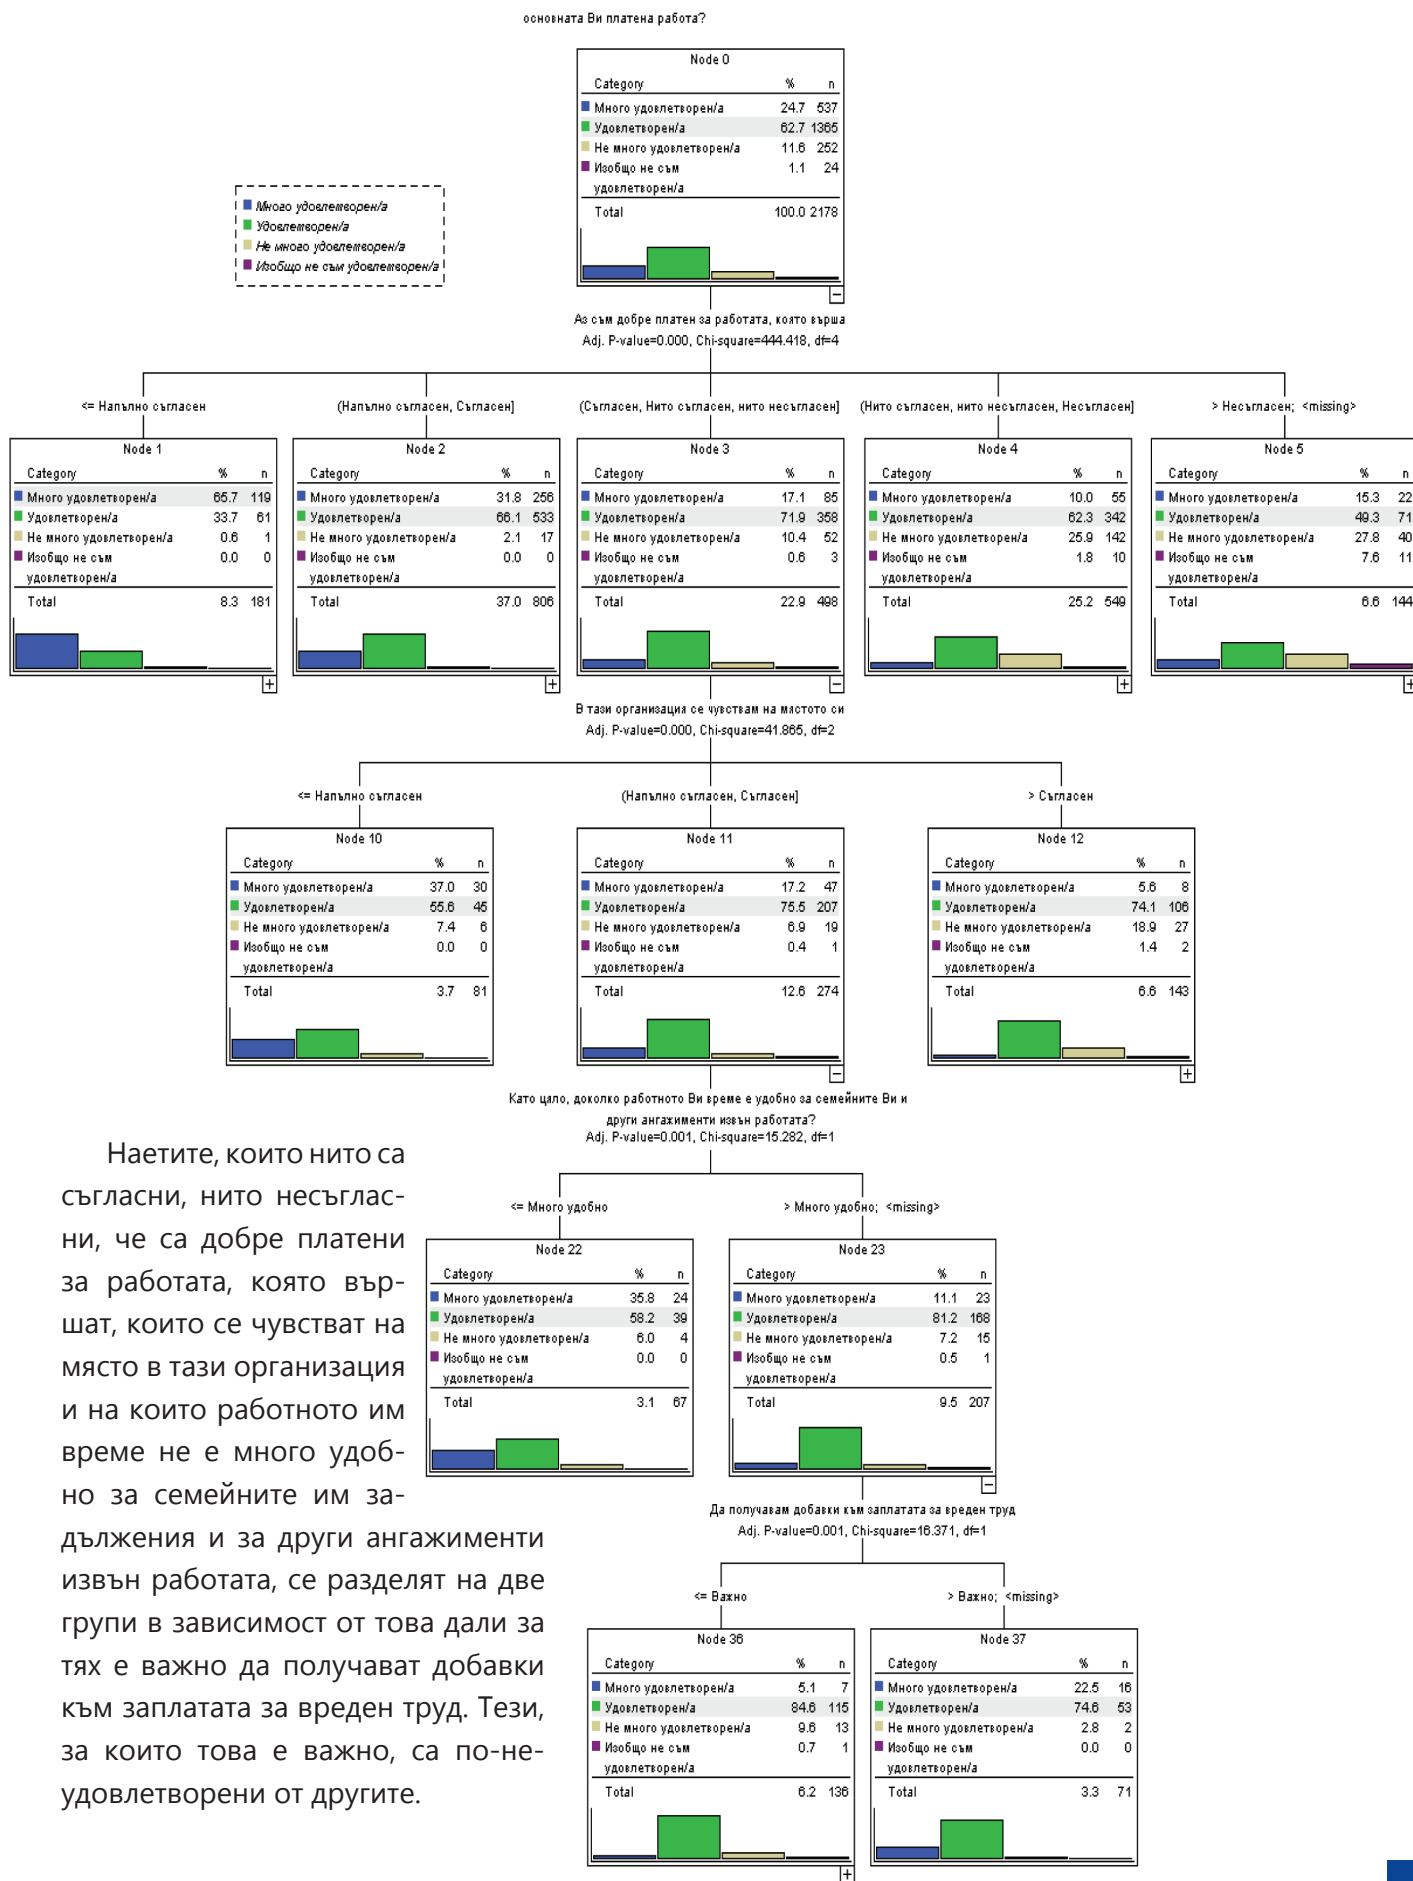 основната Ви платена работа?
Node 0
Category % n
Много удовлетворен/а 24.7 537
Удовлетворен/а 62.7 1365
Не много удовлетворен/а 11.6 252
Изобщо не съм 1.1 24
удовлетворен/а
Total 100.0 2178
Много удовлетворен/а
Удовлетворен/а
Не много удовлетворен/а
Изобщо не съм удовлетворен/а
Аз съм добре платен за работата, която върша
Adj. P-value=0.000, Chi-square=444.418, df=4
<= Напълно съгласен
(Напълно съгласен, Съгласен]
(Съгласен, Нито съгласен, нито несъгласен]
(Нито съгласен, нито несъгласен, Несъгласен]
> Несъгласен; <missing>
Node 1
Category % n
Много удовлетворен/а 65.7 119
Удовлетворен/а 33.7 61
Не много удовлетворен/а 0.6 1
Изобщо не съм 0.0 0
удовлетворен/а
Total 8.3 181
Node 2
Category % n
Много удовлетворен/а 31.8 256
Удовлетворен/а 66.1 533
Не много удовлетворен/а 2.1 17
Изобщо не съм 0.0 0
удовлетворен/а
Total 37.0 806
Node 3
Category % n
Много удовлетворен/а 17.1 85
Удовлетворен/а 71.9 358
Не много удовлетворен/а 10.4 52
Изобщо не съм 0.6 3
удовлетворен/а
Total 22.9 498
Node 4
Category % n
Много удовлетворен/а 10.0 55
Удовлетворен/а 62.3 342
Не много удовлетворен/а 25.9 142
Изобщо не съм 1.8 10
удовлетворен/а
Total 25.2 549
Node 5
Category % n
Много удовлетворен/а 15.3 22
Удовлетворен/а 49.3 71
Не много удовлетворен/а 27.8 40
Изобщо не съм 7.6 11
удовлетворен/а
Total 6.6 144
В тази организация се чувствам на мястото си
Adj. P-value=0.000, Chi-square=41.865, df=2
<= Напълно съгласен
(Напълно съгласен, Съгласен]
> Съгласен
Node 10
Category % n
Много удовлетворен/а 37.0 30
Удовлетворен/а 55.6 45
Не много удовлетворен/а 7.4 6
Изобщо не съм 0.0 0
удовлетворен/а
Total 3.7 81
Node 11
Category % n
Много удовлетворен/а 17.2 47
Удовлетворен/а 75.5 207
Не много удовлетворен/а 6.9 19
Изобщо не съм 0.4 1
удовлетворен/а
Total 12.6 274
Node 12
Category % n
Много удовлетворен/а 5.6 8
Удовлетворен/а 74.1 106
Не много удовлетворен/а 18.9 27
Изобщо не съм 1.4 2
удовлетворен/а
Total 6.6 143
Като цяло, доколко работното Ви време е удобно за семейните Ви и
други ангажименти извън работата?
Adj. P-value=0.001, Chi-square=15.282, df=1
<= Много удобно
> Много удобно; <missing>
Node 22
Category % n
Много удовлетворен/а 35.8 24
Удовлетворен/а 58.2 39
Не много удовлетворен/а 6.0 4
Изобщо не съм 0.0 0
удовлетворен/а
Total 3.1 67
Node 23
Category % n
Много удовлетворен/а 11.1 23
Удовлетворен/а 81.2 168
Не много удовлетворен/а 7.2 15
Изобщо не съм 0.5 1
удовлетворен/а
Total 9.5 207
Да получавам добавки към заплатата за вреден труд
Adj. P-value=0.001, Chi-square=16.371, df=1
<= Важно
> Важно; <missing>
Node 36
Category % n
Много удовлетворен/а 5.1 7
Удовлетворен/а 84.6 115
Не много удовлетворен/а 9.6 13
Изобщо не съм 0.7 1
удовлетворен/а
Total 6.2 136
Node 37
Category % n
Много удовлетворен/а 22.5 16
Удовлетворен/а 74.6 53
Не много удовлетворен/а 2.8 2
Изобщо не съм 0.0 0
удовлетворен/а
Total 3.3 71
Наетите, които нито са
съгласни, нито несъглас-
ни, че са добре платени
за работата, която вър-
шат, които се чувстват на
място в тази организация
и на които работното им
време не е много удоб-
но за семейните им за-
дължения и за други ангажименти
извън работата, се разделят на две
групи в зависимост от това дали за
тях е важно да получават добавки
към заплатата за вреден труд. Тези,
за които това е важно, са по-не-
удовлетворени от другите.